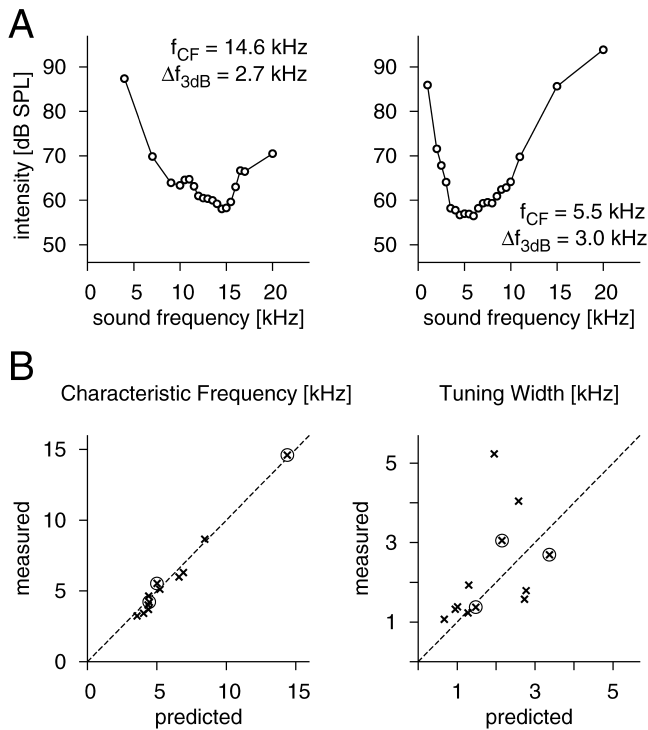 A
f_CF = 14.6 kHz
Δf_3dB = 2.7 kHz
intensity [dB SPL]
90
80
70
60
50
0 5 10 15 20
sound frequency [kHz]
f_CF = 5.5 kHz
Δf_3dB = 3.0 kHz
90
80
70
60
50
0 5 10 15 20
sound frequency [kHz]
B
Characteristic Frequency [kHz]
measured
15
10
5
0
0 5 10 15
predicted
Tuning Width [kHz]
measured
5
3
1
1 3 5
predicted